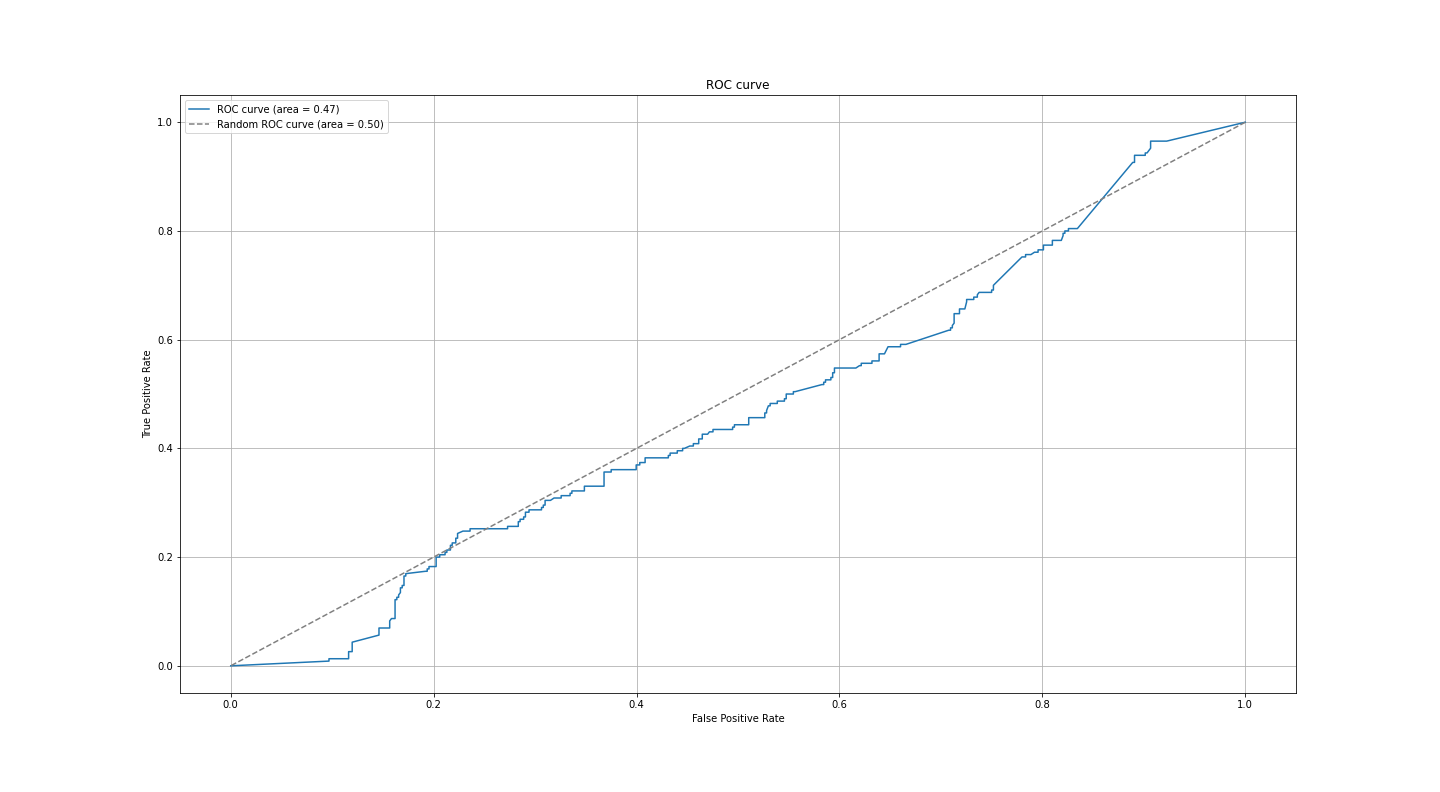 ROC curve
ROC curve (area = 0.47)
Random ROC curve (area = 0.50)
1.0
0.8
0.6
0.4
0.2
0.0
True Positive Rate
0.0 0.2 0.4 0.6 0.8 1.0
False Positive Rate